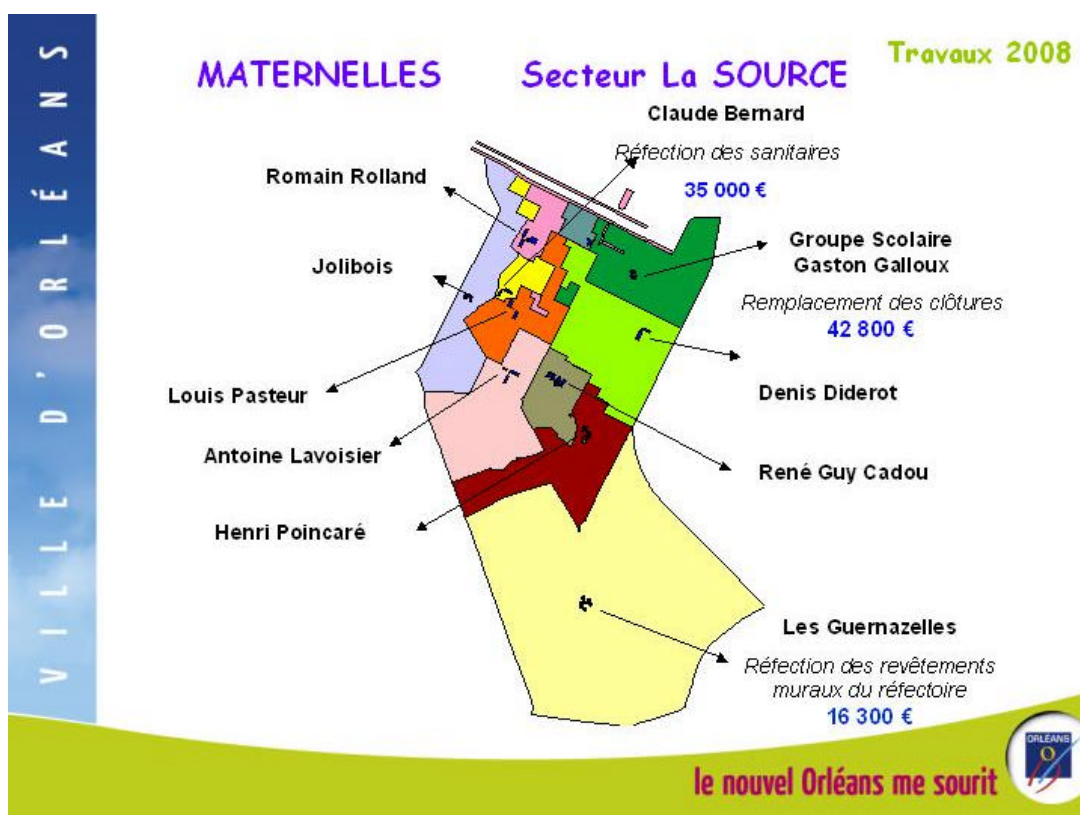 VILLE D'ORLÉANS
Travaux 2008
MATERNELLES Secteur La SOURCE
Claude Bernard
Réfection des sanitaires
35 000 €
Romain Rolland
Jolibois
Groupe Scolaire
Gaston Galloux
Remplacement des clôtures
42 800 €
Louis Pasteur
Denis Diderot
Antoine Lavoisier
René Guy Cadou
Henri Poincaré
Les Guernazelles
Réfection des revêtements
muraux du réfectoire
16 300 €
le nouvel Orléans me sourit
ORLÉANS